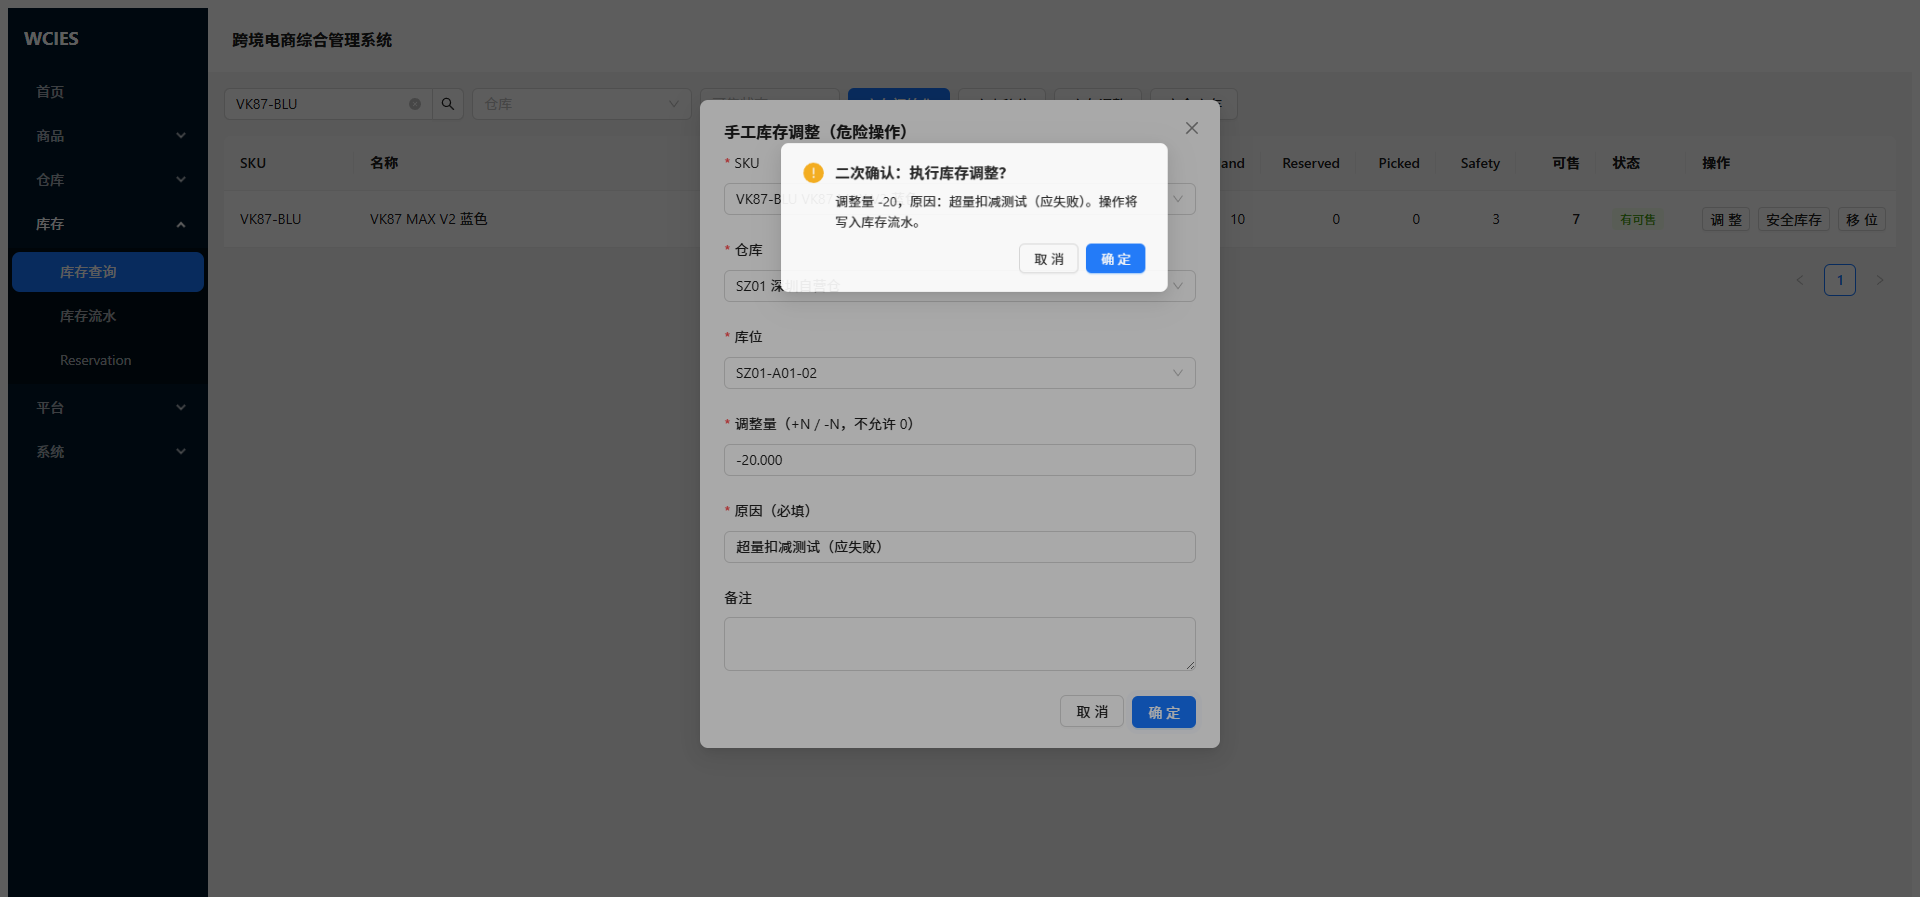 WCIES
跨境电商综合管理系统
首页
商品
仓库
库存
库存查询
库存流水
Reservation
平台
系统
VK87-BLU
仓库
SKU
名称
and
Reserved
Picked
Safety
可售
状态
操作
VK87-BLU
VK87 MAX V2 蓝色
10
0
0
3
7
有可售
调 整
安全库存
移 位
1
手工库存调整（危险操作）
* SKU
VK87-BLU VK87
二次确认：执行库存调整？
调整量 -20，原因：超量扣减测试（应失败）。操作将
写入库存流水。
取 消
确 定
* 仓库
SZ01 深圳自营仓
* 库位
SZ01-A01-02
* 调整量（+N / -N，不允许 0）
-20.000
* 原因（必填）
超量扣减测试（应失败）
备注
取 消
确 定